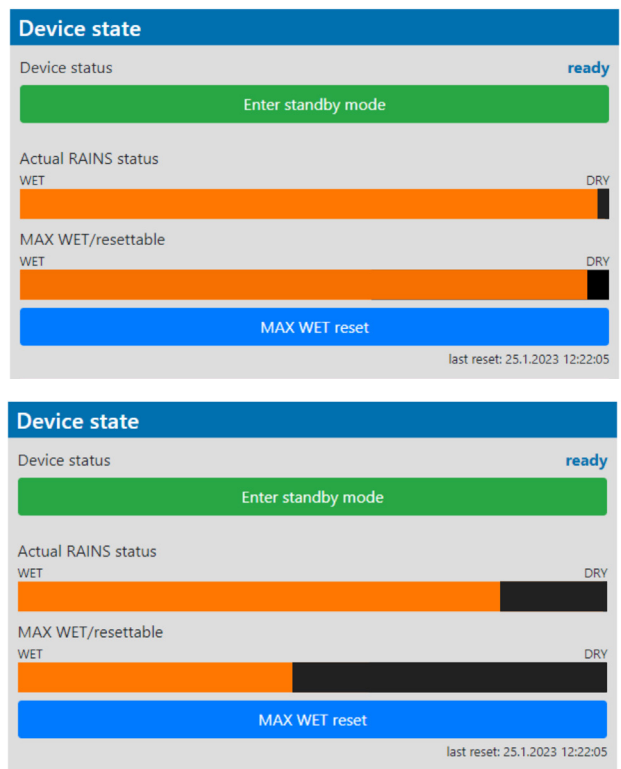 Device state
Device status ready
Enter standby mode
Actual RAINS status
WET DRY
MAX WET/resettable
WET DRY
MAX WET reset
last reset: 25.1.2023 12:22:05
Device state
Device status ready
Enter standby mode
Actual RAINS status
WET DRY
MAX WET/resettable
WET DRY
MAX WET reset
last reset: 25.1.2023 12:22:05